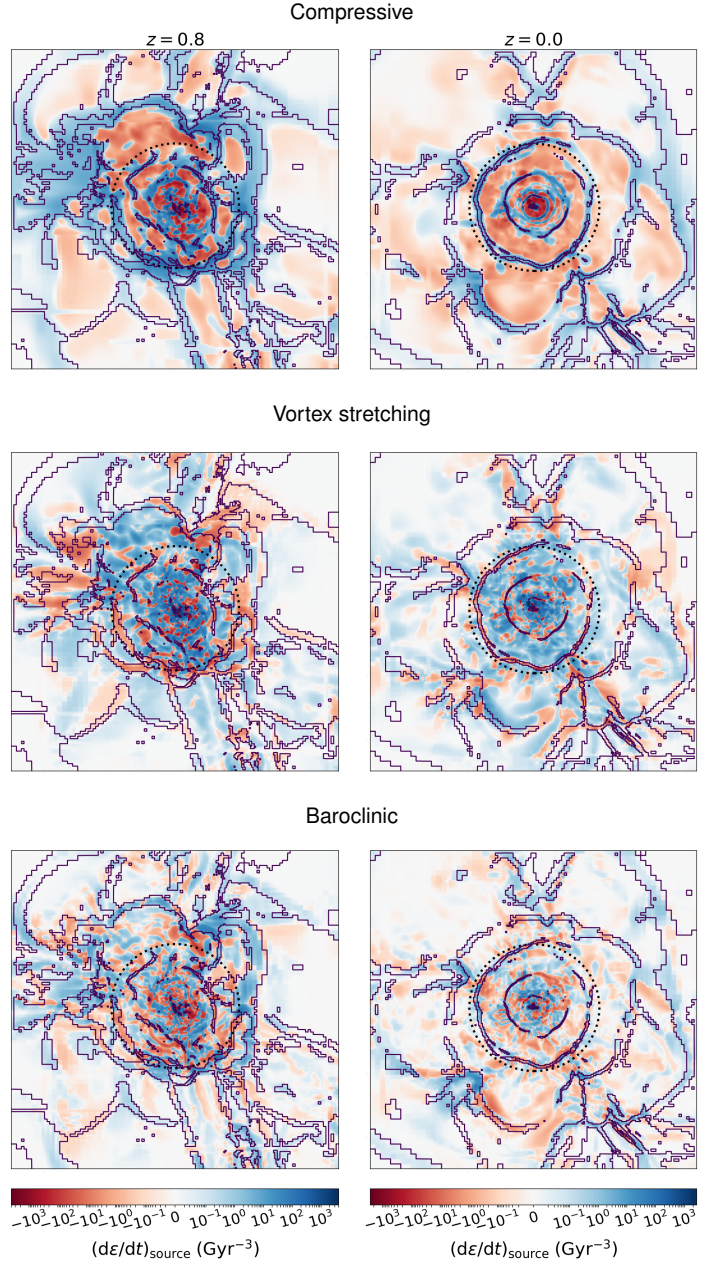 Compressive
z = 0.8 z = 0.0
Vortex stretching
Baroclinic
−10³ −10² −10¹ −10⁰ −10⁻¹ 0 10⁻¹ 10⁰ 10¹ 10² 10³ −10³ −10² −10¹ −10⁰ −10⁻¹ 0 10⁻¹ 10⁰ 10¹ 10² 10³
(dε/dt)source (Gyr⁻³) (dε/dt)source (Gyr⁻³)